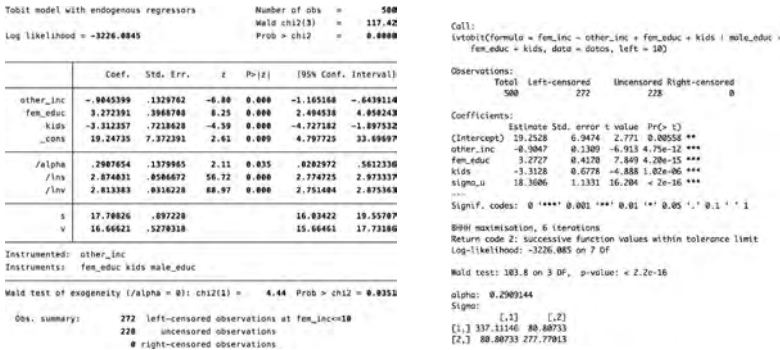 Tobit model with endogenous regressors Number of obs = 500
Wald chi2(3) = 117.42
Log likelihood = -3226.0845 Prob > chi2 = 0.0000
Coef. Std. Err. z P>|z| [95% Conf. Interval]
other_inc -.9045399 .1329762 -6.80 0.000 -1.165168 -.6439114
fem_educ 3.272391 .3968708 8.25 0.000 2.494538 4.050243
kids -3.312357 .7218628 -4.59 0.000 -4.727182 -1.897532
_cons 19.24735 7.372391 2.61 0.009 4.797725 33.69697
/alpha .2907654 .1379965 2.11 0.035 .0202972 .5612336
/lns 2.874031 .0506672 56.72 0.000 2.774725 2.973337
/lnv 2.813383 .0316228 88.97 0.000 2.751404 2.875363
s 17.70826 .897228 16.03422 19.55707
v 16.66621 .5270318 15.66461 17.73186
Instrumented: other_inc
Instruments: fem_educ kids male_educ
Wald test of exogeneity (/alpha = 0): chi2(1) = 4.44 Prob > chi2 = 0.0351
Obs. summary: 272 left-censored observations at fem_inc<=10
228 uncensored observations
0 right-censored observations
Call:
ivtobit(formula = fem_inc ~ other_inc + fem_educ + kids | male_educ +
fem_educ + kids, data = datos, left = 10)
Observations:
Total Left-censored Uncensored Right-censored
500 272 228 0
Coefficients:
Estimate Std. error t value Pr(> t)
(Intercept) 19.2528 6.9474 2.771 0.00558 **
other_inc -0.9047 0.1309 -6.913 4.75e-12 ***
fem_educ 3.2727 0.4170 7.849 4.20e-15 ***
kids -3.3128 0.6778 -4.888 1.02e-06 ***
sigma_u 18.3606 1.1331 16.204 < 2e-16 ***
---
Signif. codes: 0 '***' 0.001 '**' 0.01 '*' 0.05 '.' 0.1 ' ' 1
BHHH maximisation, 6 iterations
Return code 2: successive function values within tolerance limit
Log-likelihood: -3226.085 on 7 DF
Wald test: 103.8 on 3 DF, p-value: < 2.2e-16
alpha: 0.2909144
Sigma:
[,1] [,2]
[1,] 337.11146 80.80733
[2,] 80.80733 277.77013